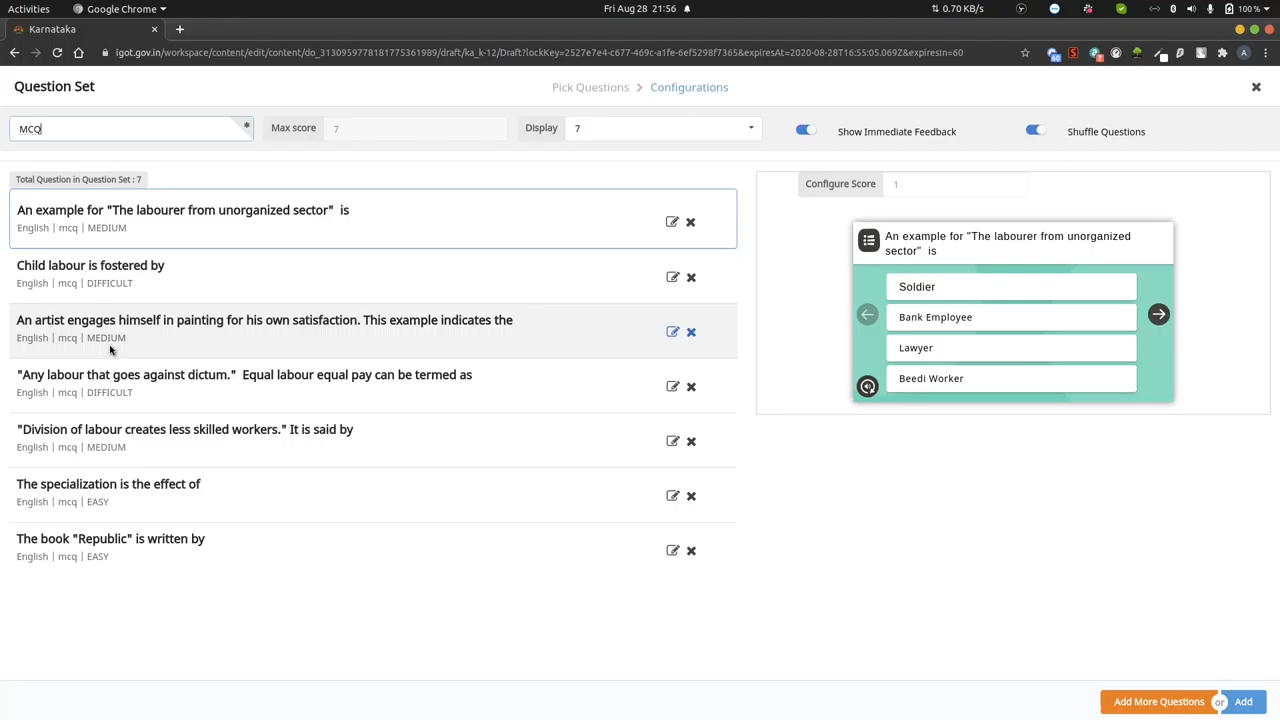 Activities
Google Chrome
Fri Aug 28 21:56
0.70 KB/s
100 %
Karnataka
igot.gov.in/workspace/content/edit/content/do_3130959778181775361989/draft/ka_k-12/Draft?lockKey=2527e7e4-c677-469c-a1fe-6ef5298f7365&expiresAt=2020-08-28T16:55:05.069Z&expiresIn=60
Question Set
Pick Questions > Configurations
MCQ
Max score 7
Display 7
Show Immediate Feedback
Shuffle Questions
Total Question in Question Set : 7
An example for "The labourer from unorganized sector" is
English | mcq | MEDIUM
Child labour is fostered by
English | mcq | DIFFICULT
An artist engages himself in painting for his own satisfaction. This example indicates the
English | mcq | MEDIUM
"Any labour that goes against dictum." Equal labour equal pay can be termed as
English | mcq | DIFFICULT
"Division of labour creates less skilled workers." It is said by
English | mcq | MEDIUM
The specialization is the effect of
English | mcq | EASY
The book "Republic" is written by
English | mcq | EASY
Configure Score 1
An example for "The labourer from unorganized
sector" is
Soldier
Bank Employee
Lawyer
Beedi Worker
Add More Questions or Add